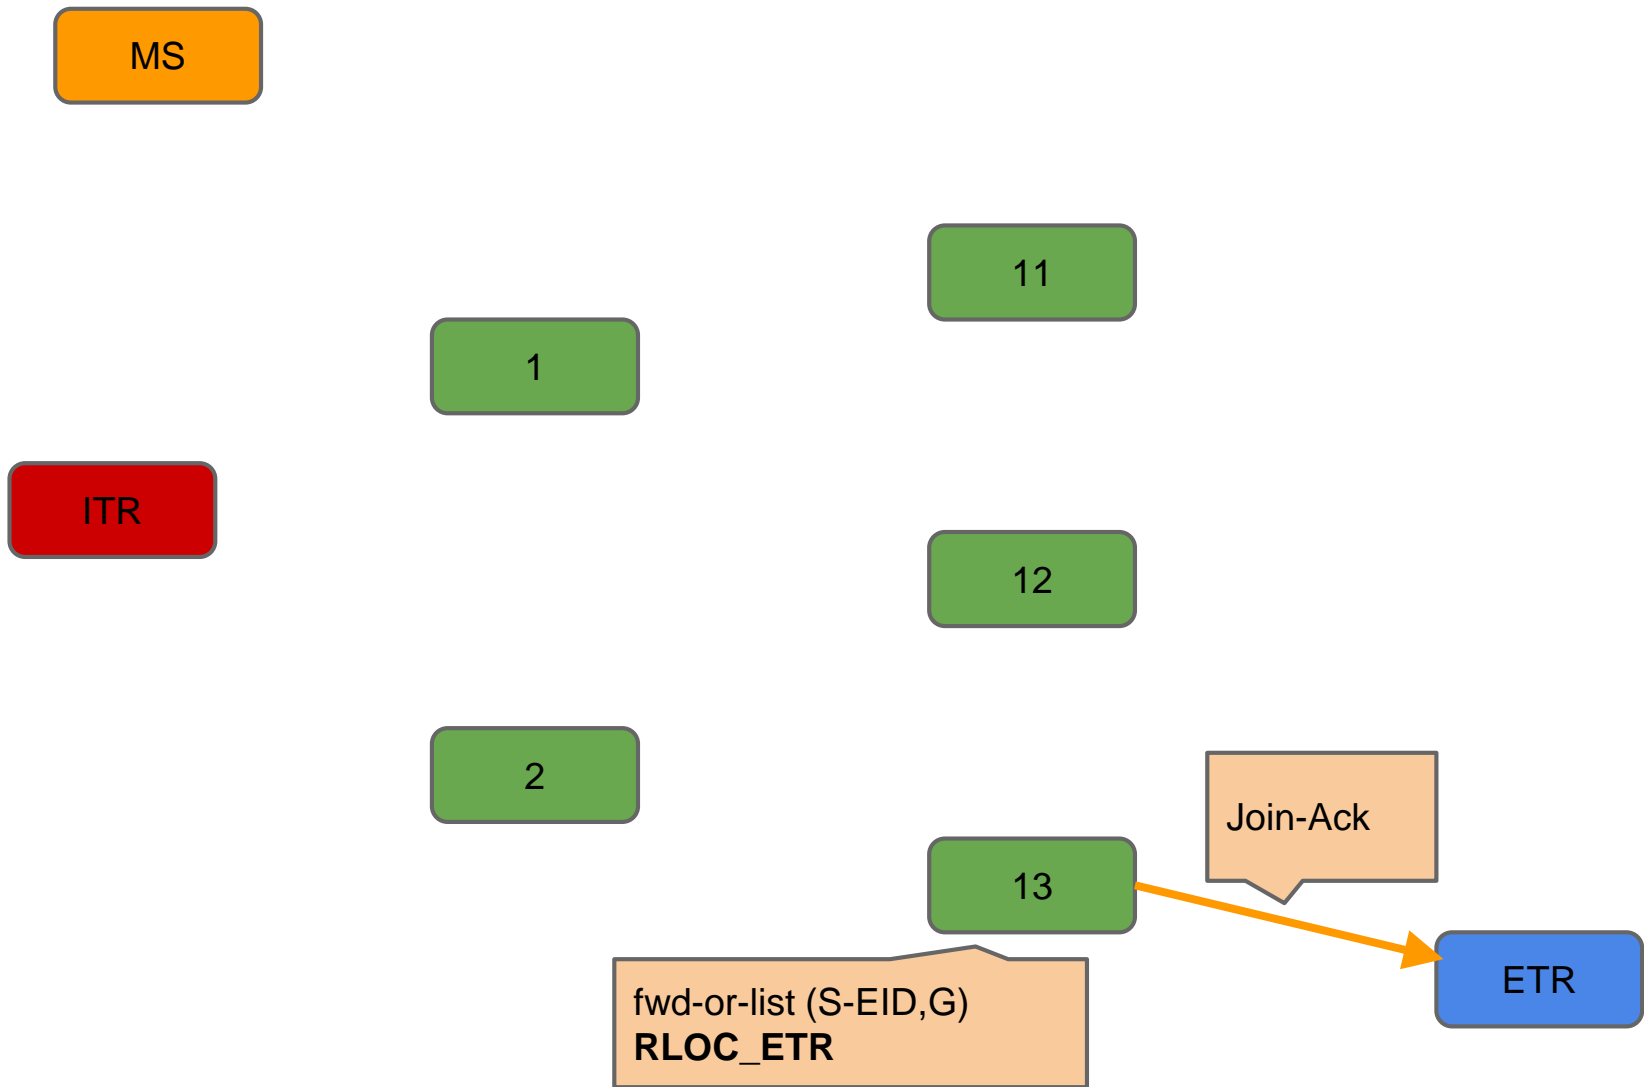 MS
11
1
ITR
12
2
Join-Ack
13
ETR
fwd-or-list (S-EID,G)
RLOC_ETR